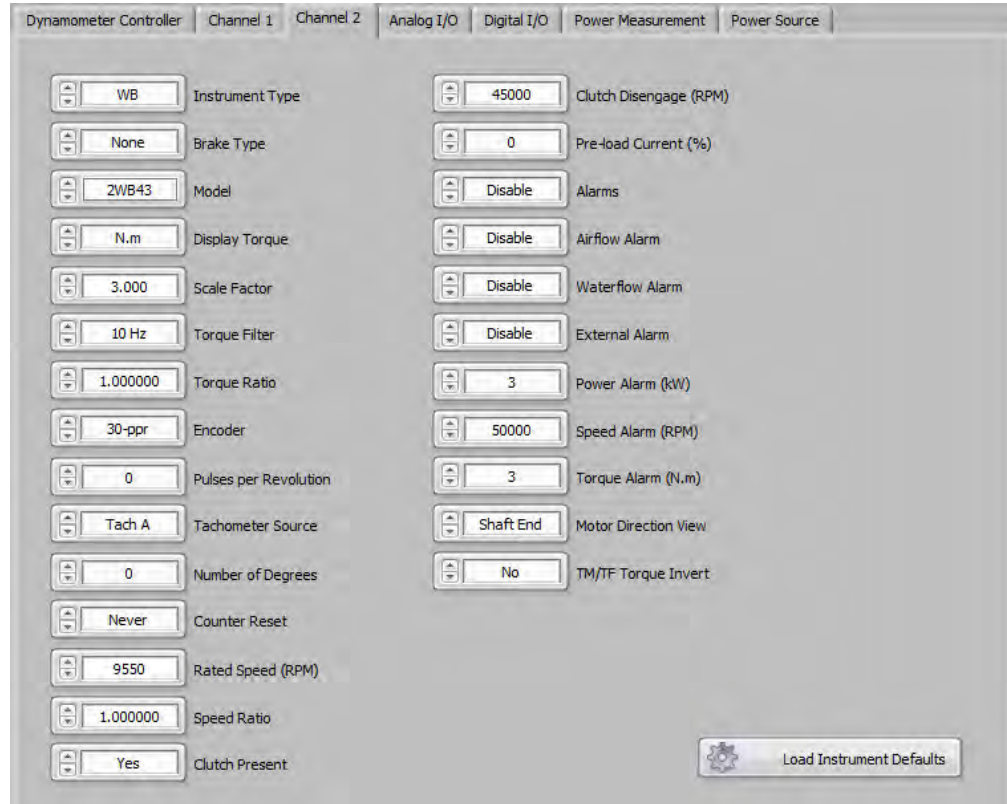 Dynamometer Controller Channel 1 Channel 2 Analog I/O Digital I/O Power Measurement Power Source
WB Instrument Type
None Brake Type
2WB43 Model
N.m Display Torque
3.000 Scale Factor
10 Hz Torque Filter
1.000000 Torque Ratio
30-ppr Encoder
0 Pulses per Revolution
Tach A Tachometer Source
0 Number of Degrees
Never Counter Reset
9550 Rated Speed (RPM)
1.000000 Speed Ratio
Yes Clutch Present
45000 Clutch Disengage (RPM)
0 Pre-load Current (%)
Disable Alarms
Disable Airflow Alarm
Disable Waterflow Alarm
Disable External Alarm
3 Power Alarm (kW)
50000 Speed Alarm (RPM)
3 Torque Alarm (N.m)
Shaft End Motor Direction View
No TM/TF Torque Invert
Load Instrument Defaults